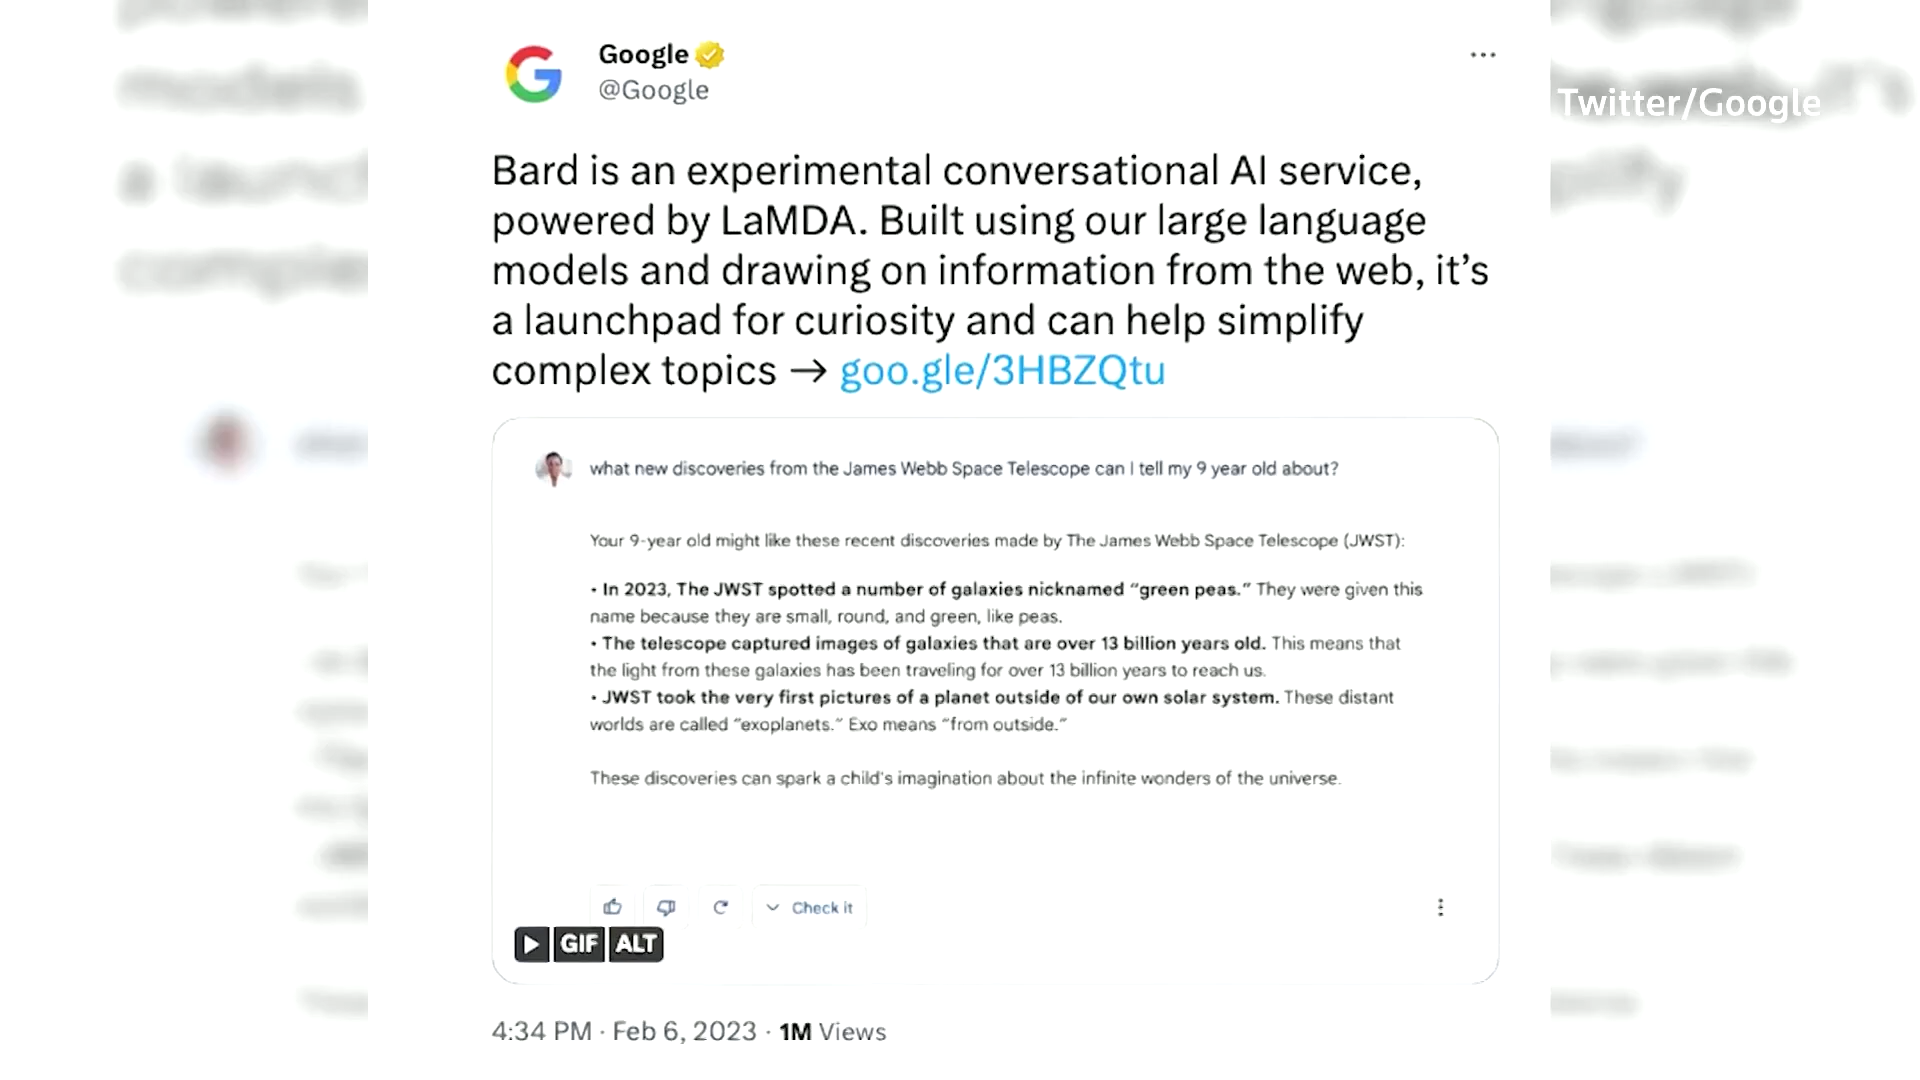 Google
@Google
Twitter/Google
Bard is an experimental conversational AI service,
powered by LaMDA. Built using our large language
models and drawing on information from the web, it’s
a launchpad for curiosity and can help simplify
complex topics → goo.gle/3HBZQtu
what new discoveries from the James Webb Space Telescope can I tell my 9 year old about?
Your 9-year old might like these recent discoveries made by The James Webb Space Telescope (JWST):
• In 2023, The JWST spotted a number of galaxies nicknamed “green peas.” They were given this
name because they are small, round, and green, like peas.
• The telescope captured images of galaxies that are over 13 billion years old. This means that
the light from these galaxies has been traveling for over 13 billion years to reach us.
• JWST took the very first pictures of a planet outside of our own solar system. These distant
worlds are called “exoplanets.” Exo means “from outside.”
These discoveries can spark a child's imagination about the infinite wonders of the universe.
Check it
GIF ALT
4:34 PM · Feb 6, 2023 · 1M Views